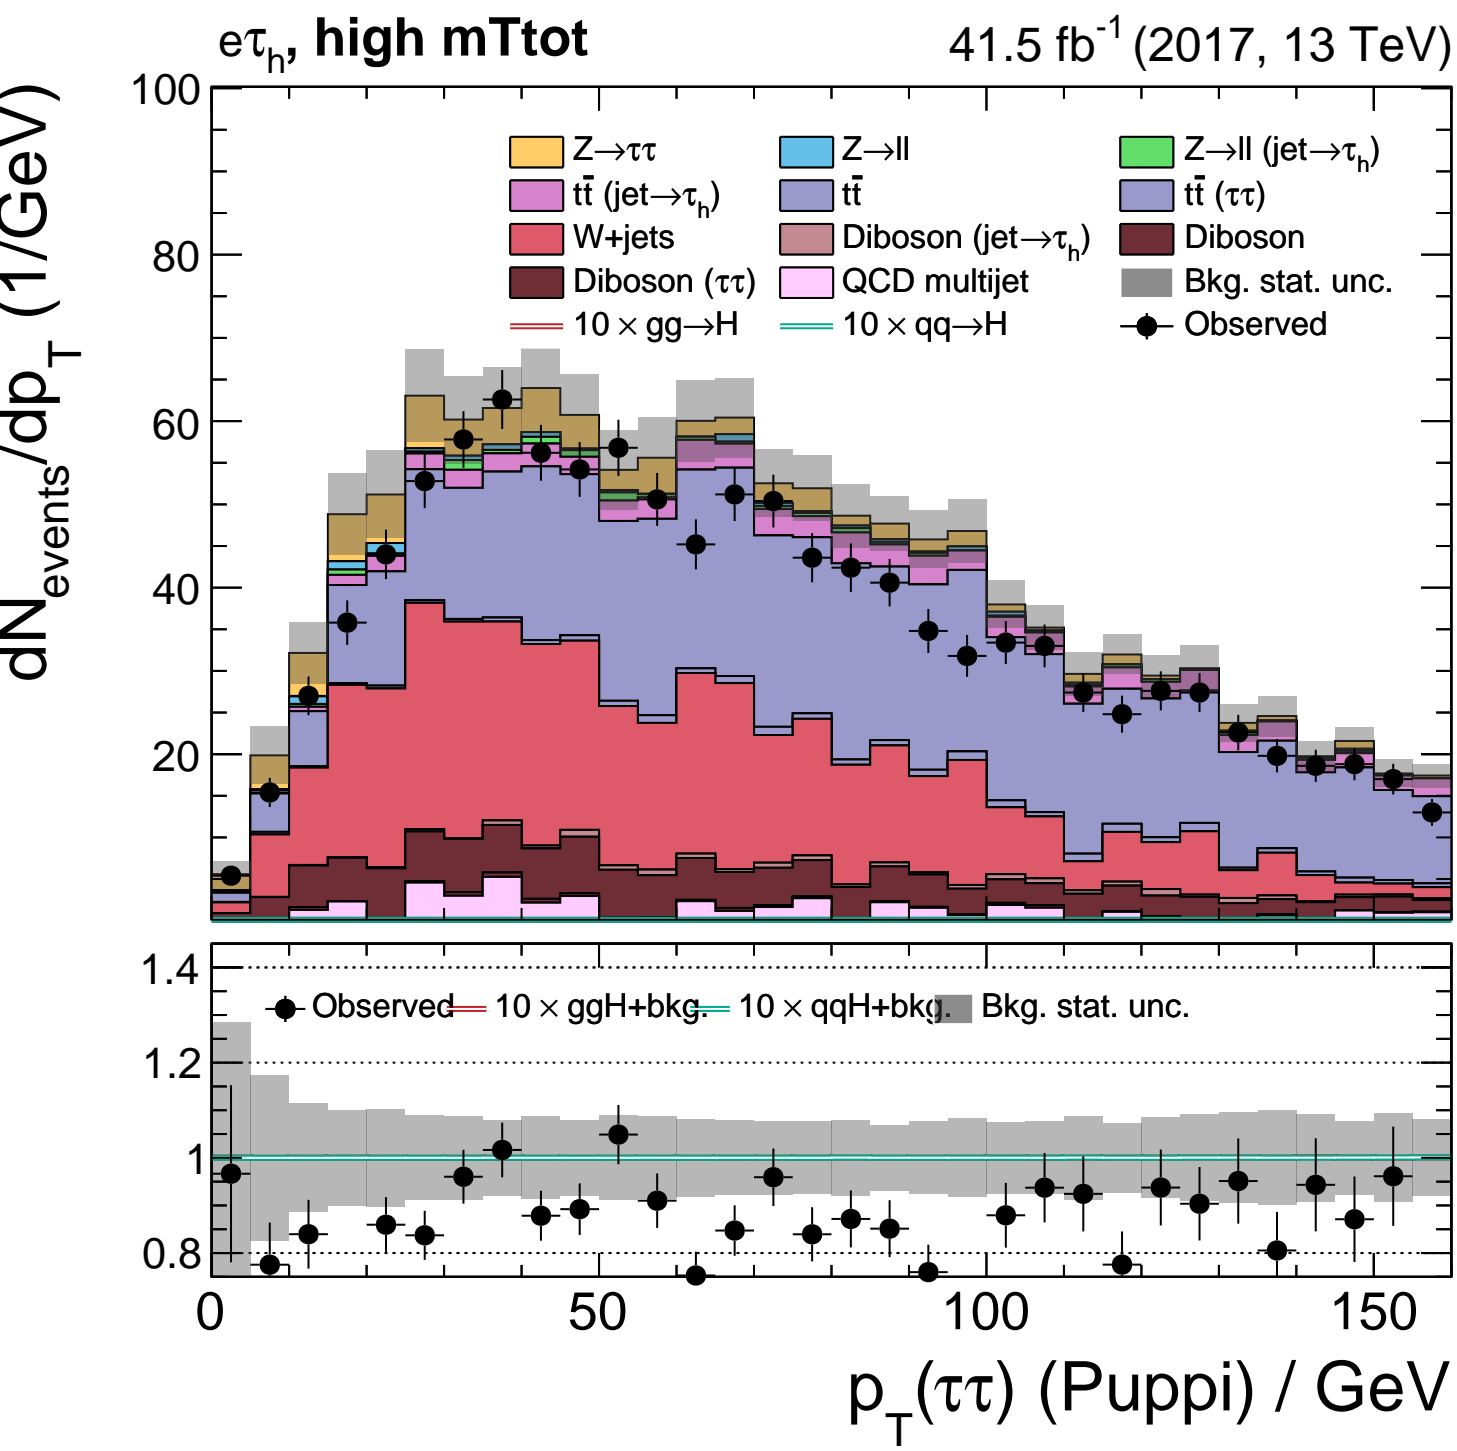 eτh, high mTtot
41.5 fb-1 (2017, 13 TeV)
dNevents/dpT (1/GeV)
100
80
60
40
20
Z→ττ Z→ll Z→ll (jet→τh)
tt̄ (jet→τh) tt̄ tt̄ (ττ)
W+jets Diboson (jet→τh) Diboson
Diboson (ττ) QCD multijet Bkg. stat. unc.
10 × gg→H 10 × qq→H Observed
1.4
1.2
1
0.8
Observed 10 × ggH+bkg. 10 × qqH+bkg. Bkg. stat. unc.
0 50 100 150
pT(ττ) (Puppi) / GeV